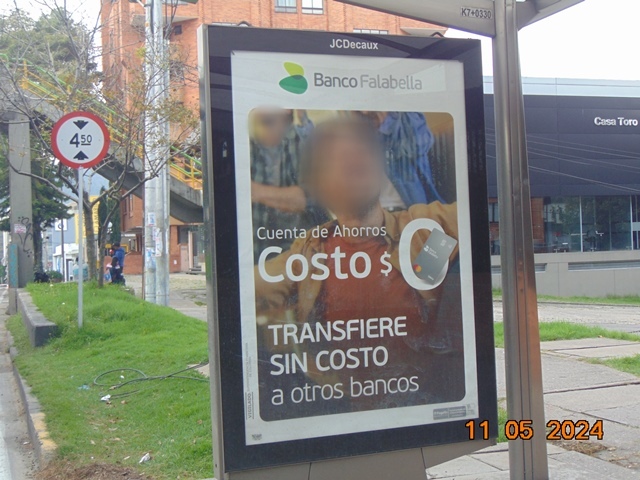 K7+0330
JCDecaux
Banco Falabella
Casa Toro
4.50
Cuenta de Ahorros
Costo $0
TRANSFIERE
SIN COSTO
a otros bancos
11 05 2024